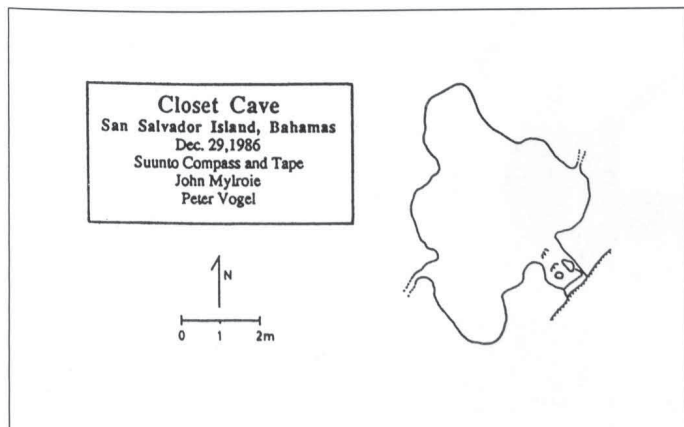 Closet Cave
San Salvador Island, Bahamas
Dec. 29,1986
Suunto Compass and Tape
John Mylroie
Peter Vogel
N
0 1 2m